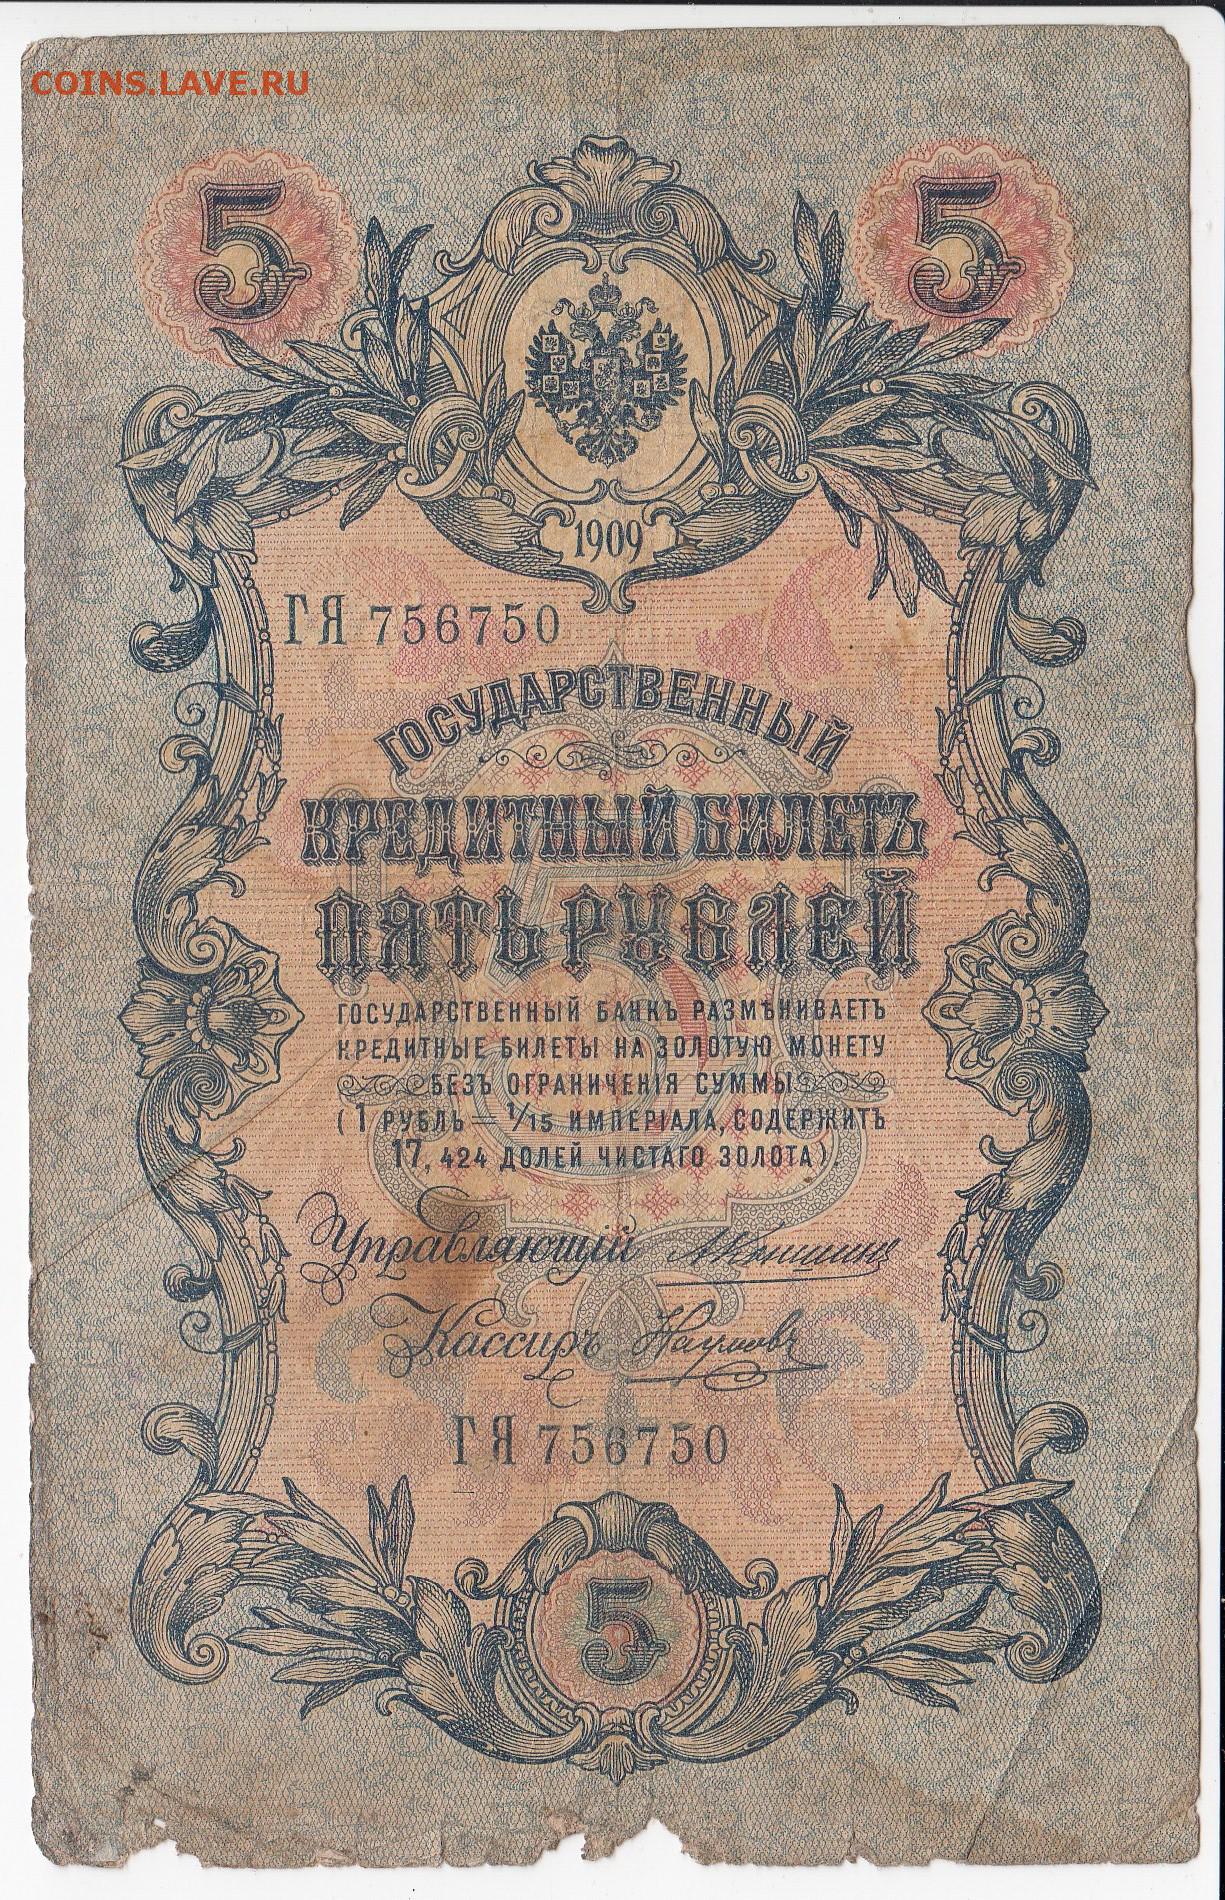 COINS.LAVE.RU
5 5
1909
ГЯ 756750
ГОСУДАРСТВЕННЫЙ
КРЕДИТНЫЙ БИЛЕТЪ
ПЯТЬ РУБЛЕЙ
ГОСУДАРСТВЕННЫЙ БАНКЪ РАЗМѢНИВАЕТЪ
КРЕДИТНЫЕ БИЛЕТЫ НА ЗОЛОТУЮ МОНЕТУ
БЕЗЪ ОГРАНИЧЕНІЯ СУММЫ
(1 РУБЛЬ — 1/15 ИМПЕРІАЛА, СОДЕРЖИТЪ
17,424 ДОЛЕЙ ЧИСТАГО ЗОЛОТА).
Управляющій АКоншинъ
Кассиръ Наумовъ
ГЯ 756750
5